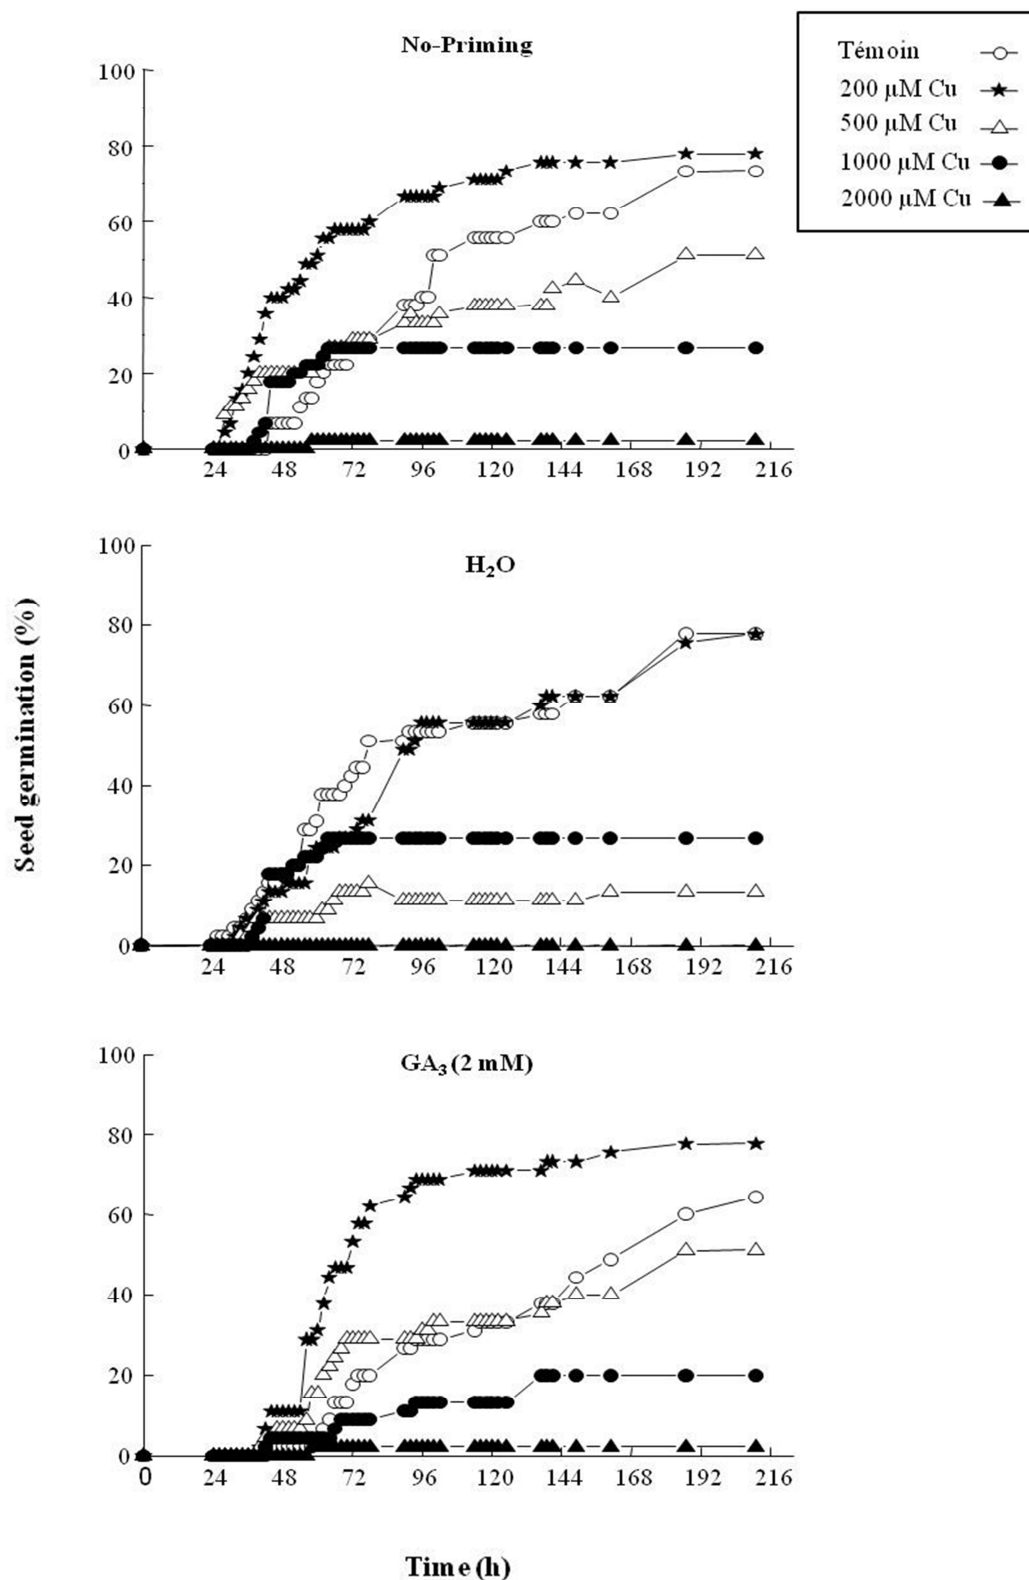 No-Priming
Témoin
200 µM Cu
500 µM Cu
1000 µM Cu
2000 µM Cu
100
80
60
40
20
0
24 48 72 96 120 144 168 192 216
H₂O
100
80
60
40
20
0
24 48 72 96 120 144 168 192 216
Seed germination (%)
GA₃ (2 mM)
100
80
60
40
20
0
0 24 48 72 96 120 144 168 192 216
Time (h)